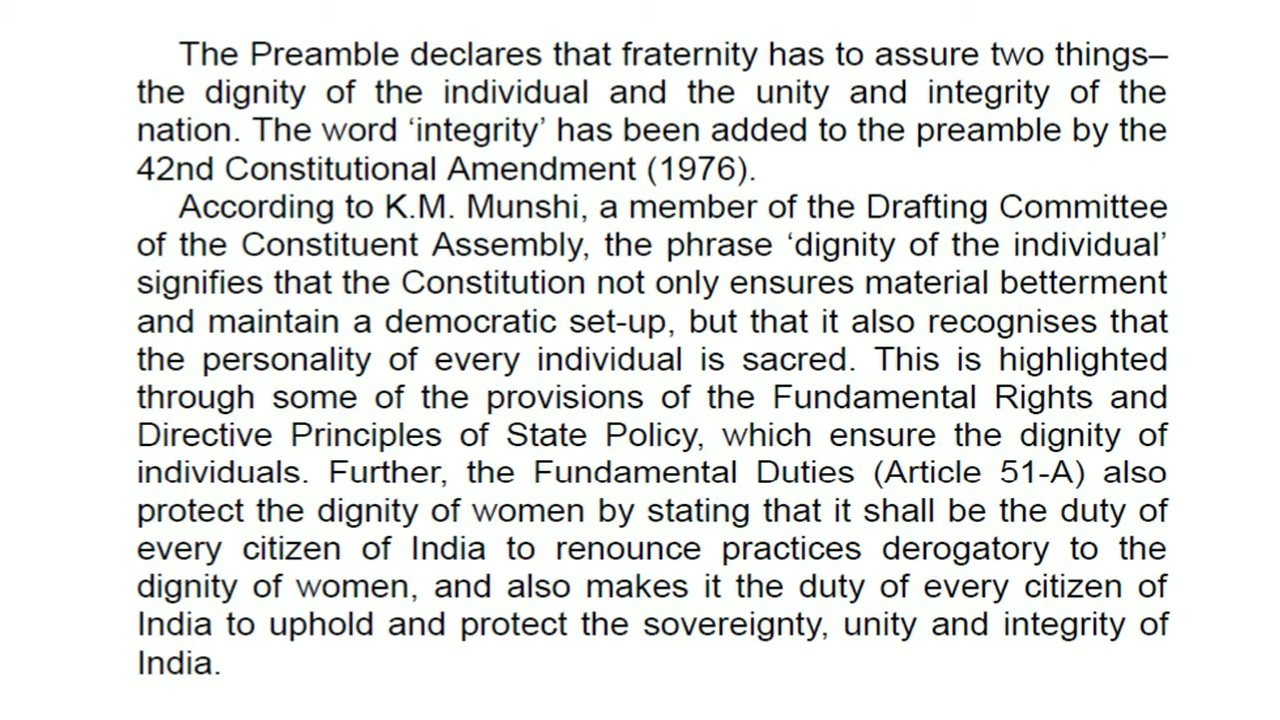 The Preamble declares that fraternity has to assure two things–
the dignity of the individual and the unity and integrity of the
nation. The word ‘integrity’ has been added to the preamble by the
42nd Constitutional Amendment (1976).
According to K.M. Munshi, a member of the Drafting Committee
of the Constituent Assembly, the phrase ‘dignity of the individual’
signifies that the Constitution not only ensures material betterment
and maintain a democratic set-up, but that it also recognises that
the personality of every individual is sacred. This is highlighted
through some of the provisions of the Fundamental Rights and
Directive Principles of State Policy, which ensure the dignity of
individuals. Further, the Fundamental Duties (Article 51-A) also
protect the dignity of women by stating that it shall be the duty of
every citizen of India to renounce practices derogatory to the
dignity of women, and also makes it the duty of every citizen of
India to uphold and protect the sovereignty, unity and integrity of
India.